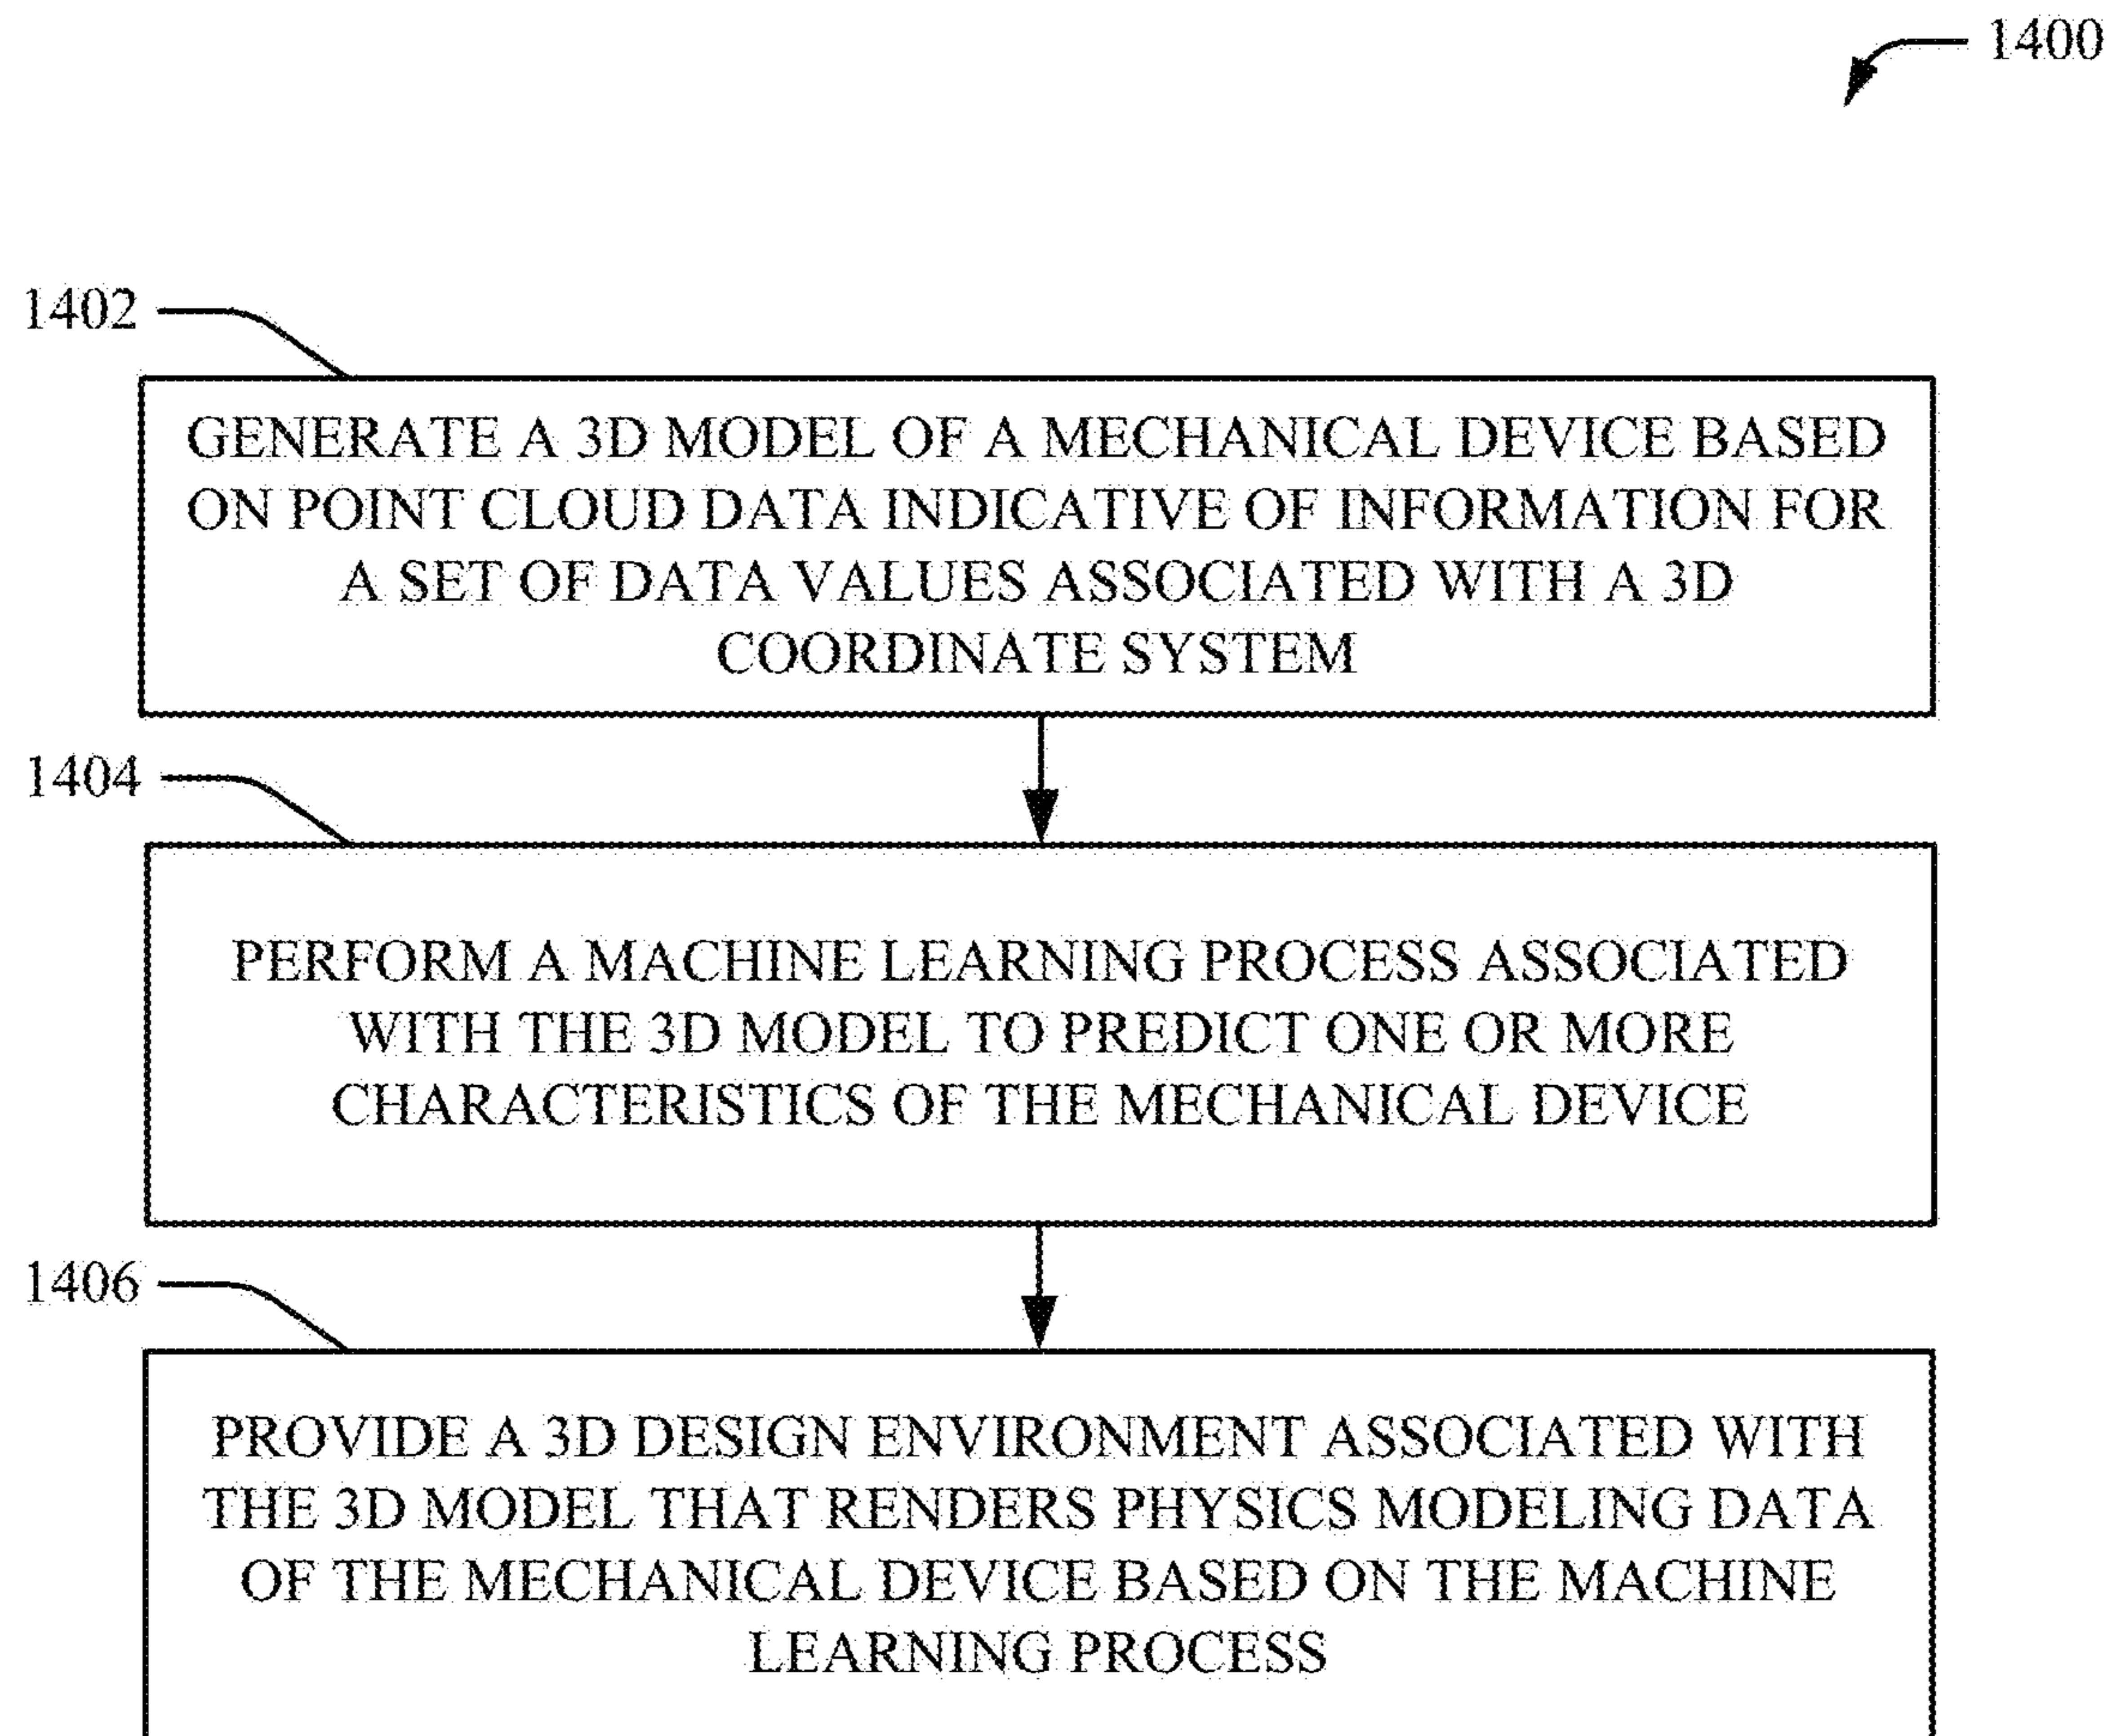 1400
1402
GENERATE A 3D MODEL OF A MECHANICAL DEVICE BASED
ON POINT CLOUD DATA INDICATIVE OF INFORMATION FOR
A SET OF DATA VALUES ASSOCIATED WITH A 3D
COORDINATE SYSTEM
1404
PERFORM A MACHINE LEARNING PROCESS ASSOCIATED
WITH THE 3D MODEL TO PREDICT ONE OR MORE
CHARACTERISTICS OF THE MECHANICAL DEVICE
1406
PROVIDE A 3D DESIGN ENVIRONMENT ASSOCIATED WITH
THE 3D MODEL THAT RENDERS PHYSICS MODELING DATA
OF THE MECHANICAL DEVICE BASED ON THE MACHINE
LEARNING PROCESS